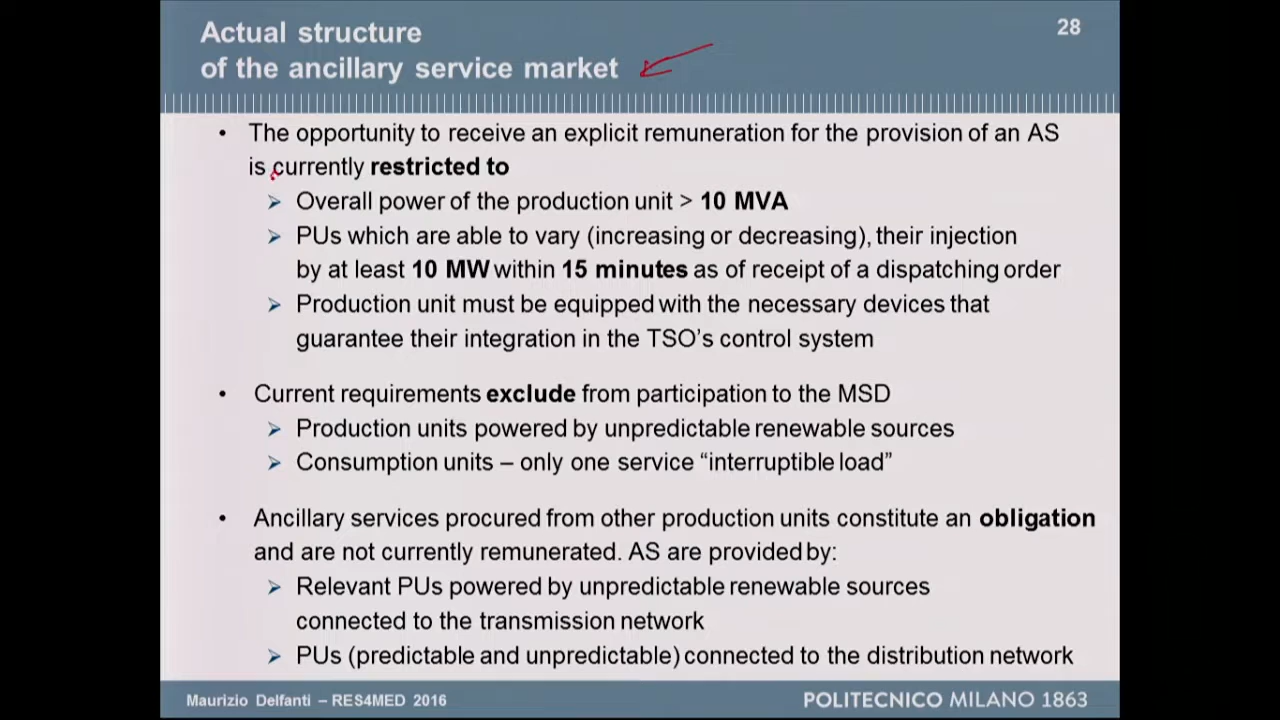 Actual structure
of the ancillary service market
28
• The opportunity to receive an explicit remuneration for the provision of an AS
is currently restricted to
➢ Overall power of the production unit > 10 MVA
➢ PUs which are able to vary (increasing or decreasing), their injection
by at least 10 MW within 15 minutes as of receipt of a dispatching order
➢ Production unit must be equipped with the necessary devices that
guarantee their integration in the TSO's control system
• Current requirements exclude from participation to the MSD
➢ Production units powered by unpredictable renewable sources
➢ Consumption units – only one service “interruptible load”
• Ancillary services procured from other production units constitute an obligation
and are not currently remunerated. AS are provided by:
➢ Relevant PUs powered by unpredictable renewable sources
connected to the transmission network
➢ PUs (predictable and unpredictable) connected to the distribution network
Maurizio Delfanti – RES4MED 2016
POLITECNICO MILANO 1863